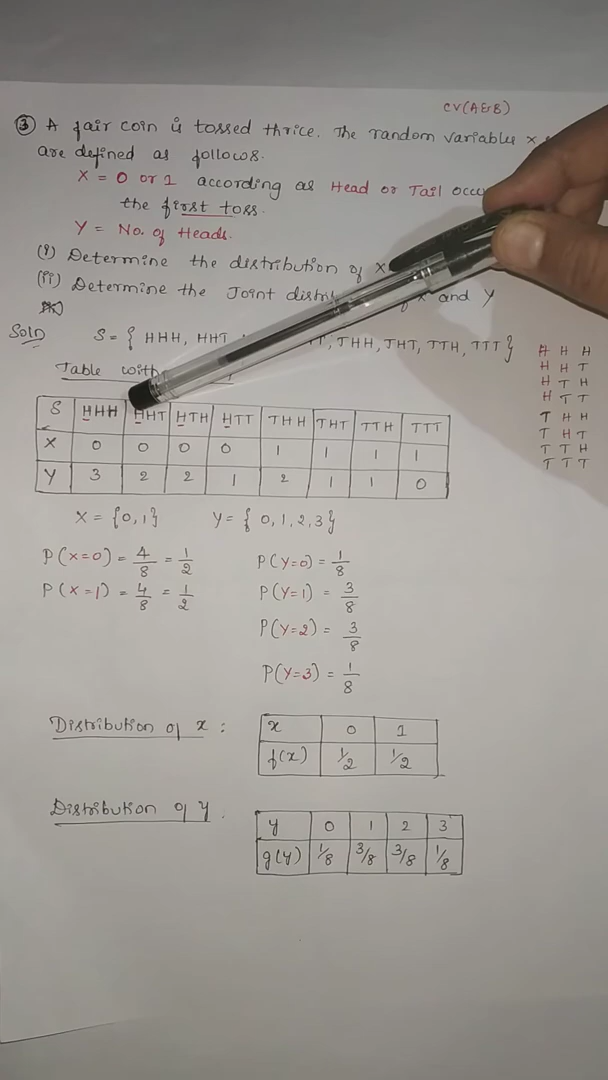 CV(A&B)
③ A fair coin is tossed thrice. The random variables X
are defined as follows.
X = 0 or 1 according as Head or Tail occu
the first toss.
Y = No. of Heads.
(i) Determine the distribution of X
(ii) Determine the Joint dist of X and Y
Soln S = { HHH, HHT, T, THH, THT, TTH, TTT }
Table with
S HHH HHT HTH HTT THH THT TTH TTT
X 0 0 0 0 1 1 1 1
Y 3 2 2 1 2 1 1 0
X = {0,1} Y = { 0, 1, 2, 3 }
P(X=0) = 4/8 = 1/2
P(X=1) = 4/8 = 1/2
P(Y=0) = 1/8
P(Y=1) = 3/8
P(Y=2) = 3/8
P(Y=3) = 1/8
Distribution of x :
x 0 1
f(x) 1/2 1/2
Distribution of y :
y 0 1 2 3
g(y) 1/8 3/8 3/8 1/8
H H H
H H T
H T H
H T T
T H H
T H T
T T H
T T T